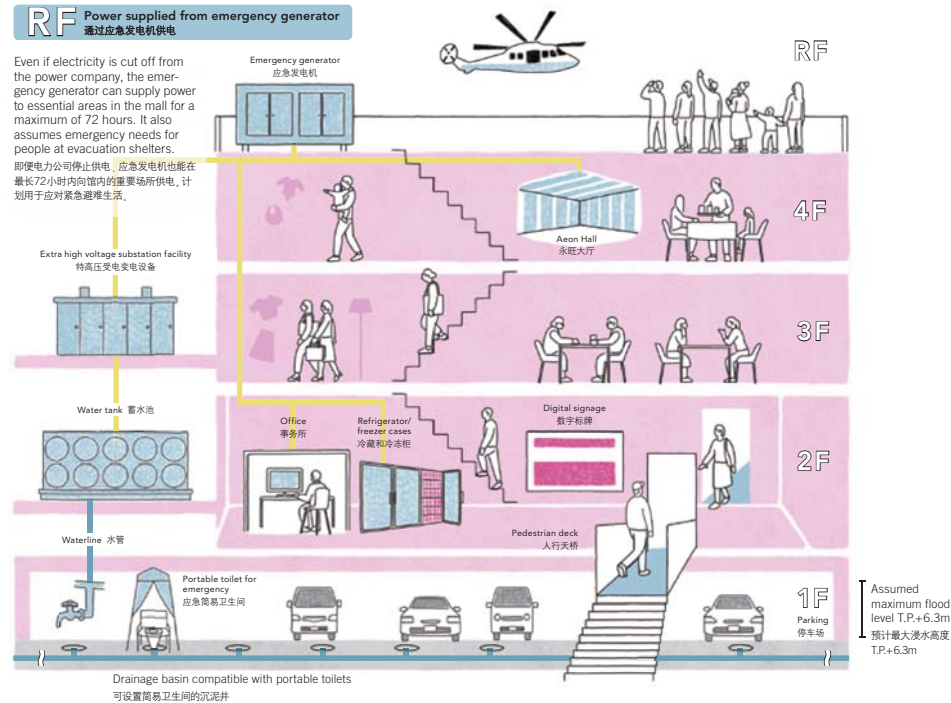 RF Power supplied from emergency generator
通过应急发电机供电
Even if electricity is cut off from
the power company, the emer-
gency generator can supply power
to essential areas in the mall for a
maximum of 72 hours. It also
assumes emergency needs for
people at evacuation shelters.
即便电力公司停止供电，应急发电机也能在
最长72小时内向馆内的重要场所供电。计
划用于应对紧急避难生活。
Emergency generator
应急发电机
RF
4F
Aeon Hall
永旺大厅
Extra high voltage substation facility
特高压受电变电设备
3F
Water tank 蓄水池
Office
事务所
Refrigerator/
freezer cases
冷藏和冷冻柜
Digital signage
数字标牌
2F
Waterline 水管
Pedestrian deck
人行天桥
Portable toilet for
emergency
应急简易卫生间
1F
Parking
停车场
Assumed
maximum flood
level T.P.+6.3m
预计最大浸水高度
T.P.+6.3m
Drainage basin compatible with portable toilets
可设置简易卫生间的沉泥井